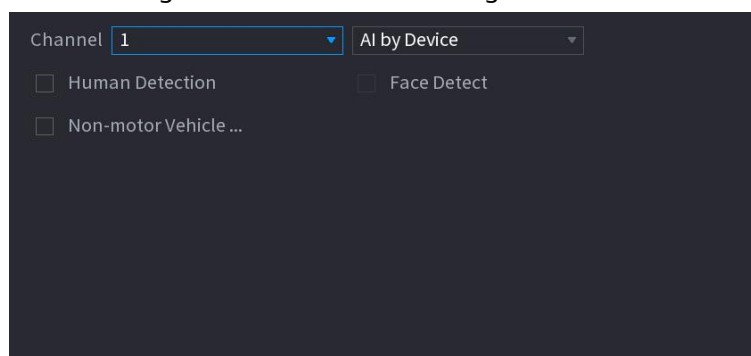 Channel 1 AI by Device
Human Detection Face Detect
Non-motor Vehicle ...